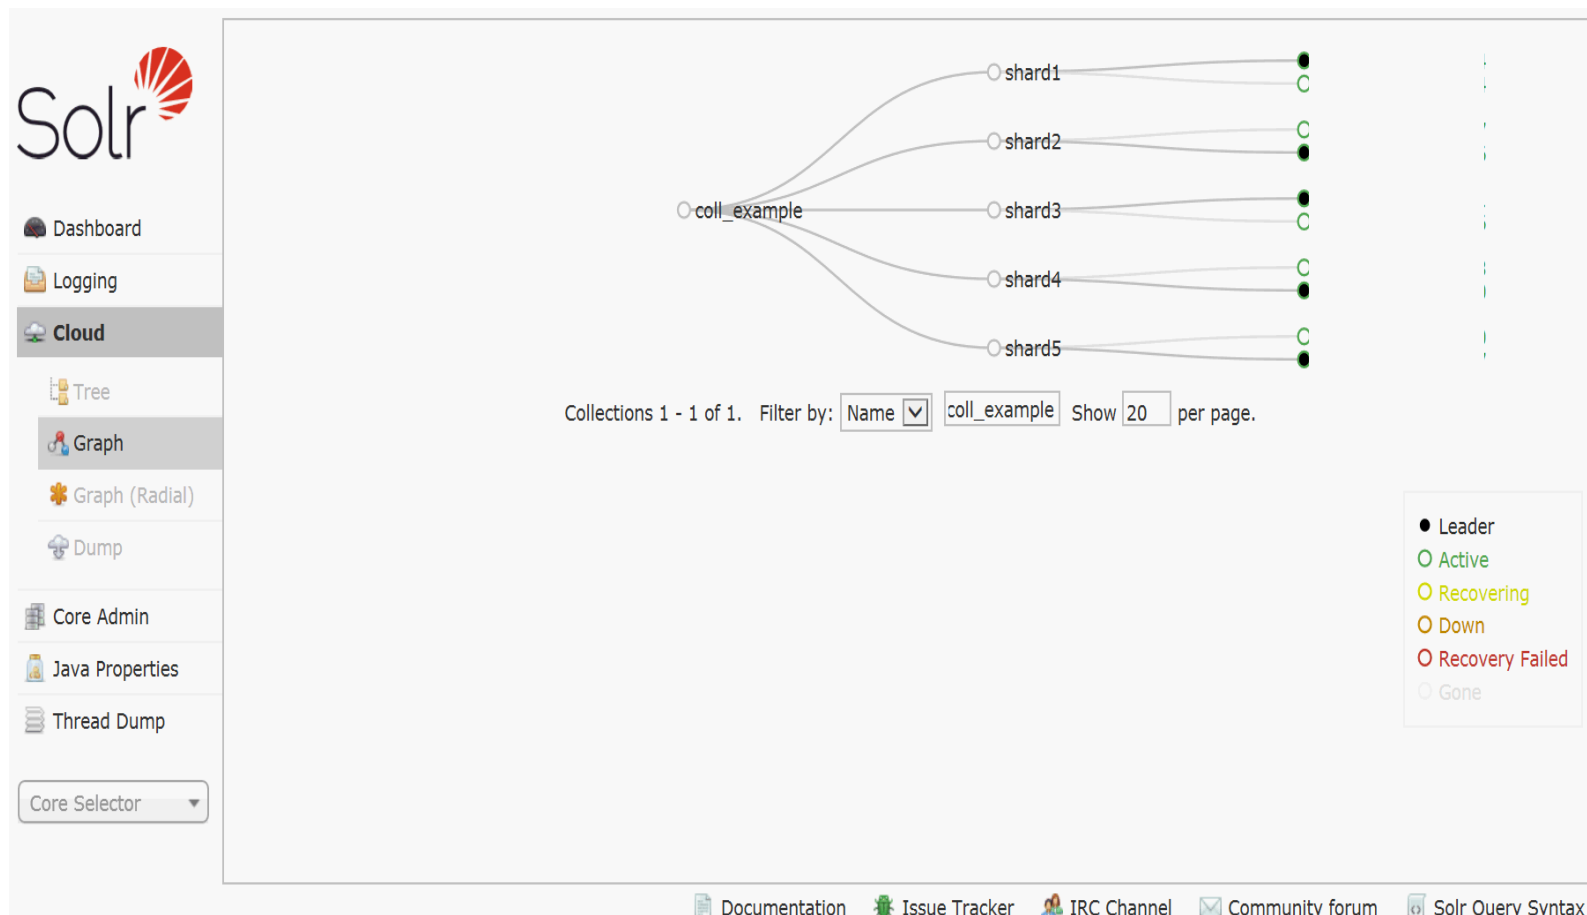 Solr
Dashboard
Logging
Cloud
Tree
Graph
Graph (Radial)
Dump
Core Admin
Java Properties
Thread Dump
Core Selector
coll_example
shard1
shard2
shard3
shard4
shard5
Collections 1 - 1 of 1. Filter by: Name coll_example Show 20 per page.
Leader
Active
Recovering
Down
Recovery Failed
Gone
Documentation Issue Tracker IRC Channel Community forum Solr Query Syntax